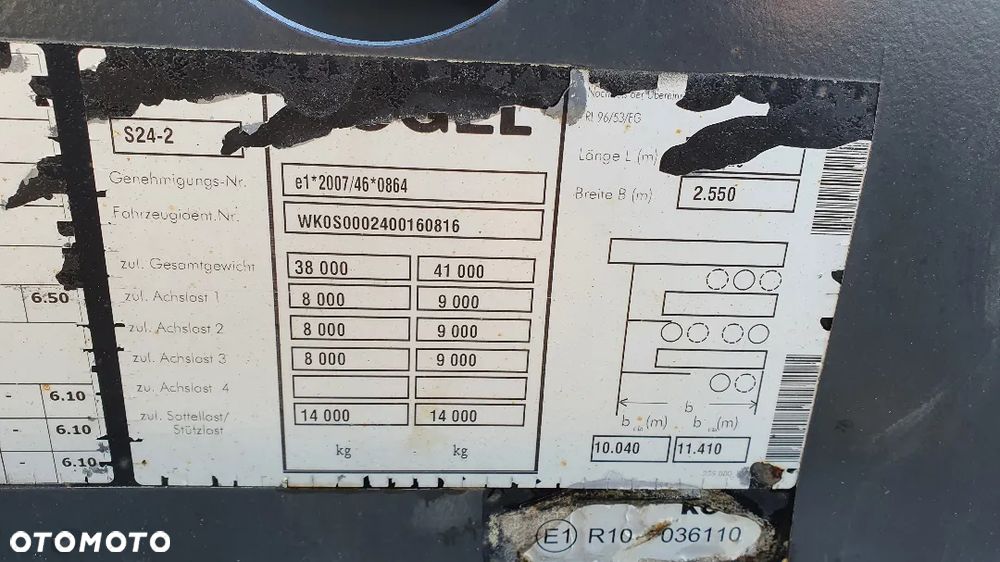 S24-2
Genehmigungs-Nr.
e1*2007/46*0864
Fahrzeugident.Nr.
WK0S0002400160816
zul. Gesamtgewicht
38 000
41 000
zul. Achslast 1
8 000
9 000
zul. Achslast 2
8 000
9 000
zul. Achslast 3
8 000
9 000
zul. Achslast 4
zul. Sattellast/
Stützlast
14 000
14 000
kg
kg
RL 96/53/EG
Länge L (m)
Breite B (m)
2.550
b
b (m)
b (m)
10.040
11.410
6.50
- 6.10
- 6.10
- 6.10
E1 R10 036110
OTOMOTO